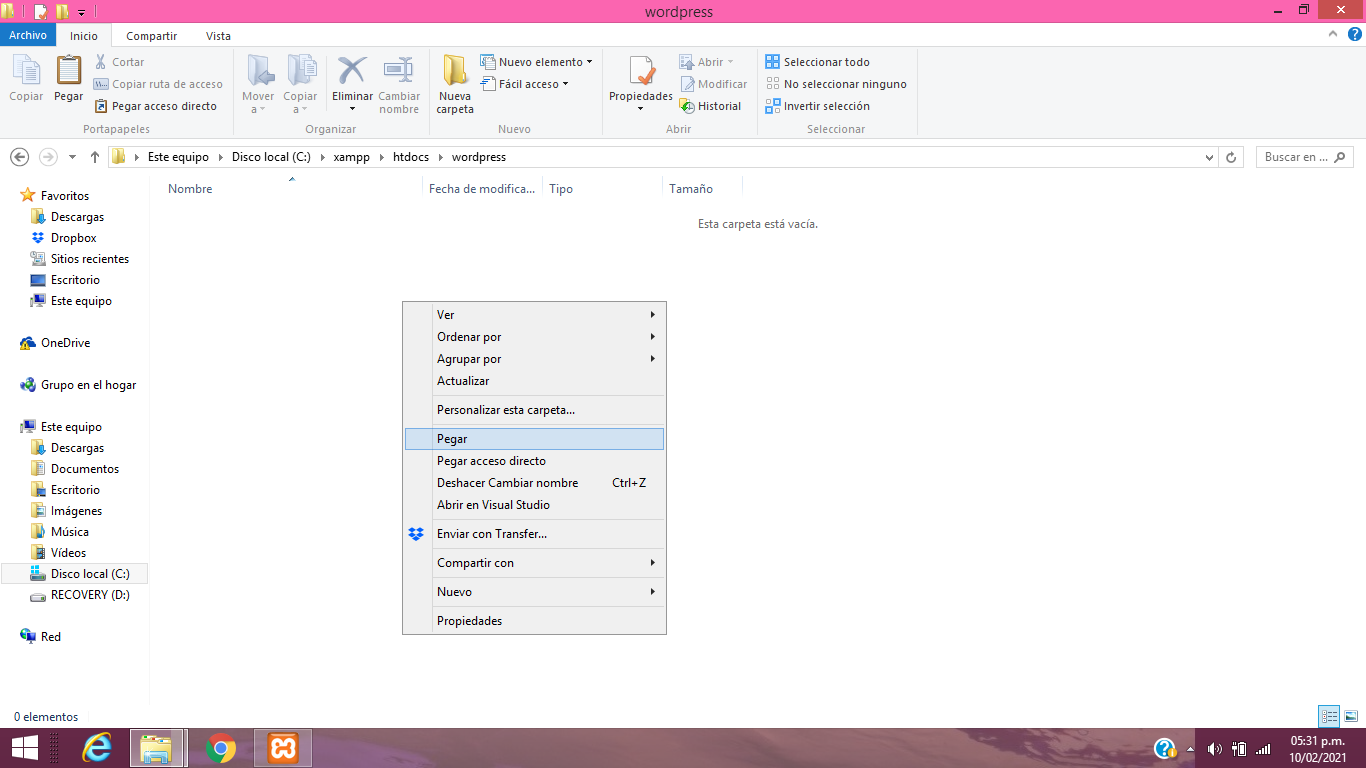 wordpress
Archivo Inicio Compartir Vista
Copiar
Pegar
Cortar
Copiar ruta de acceso
Pegar acceso directo
Portapapeles
Mover a
Copiar a
Eliminar
Cambiar nombre
Organizar
Nueva carpeta
Nuevo elemento
Fácil acceso
Nuevo
Propiedades
Abrir
Modificar
Historial
Abrir
Seleccionar todo
No seleccionar ninguno
Invertir selección
Seleccionar
Este equipo Disco local (C:) xampp htdocs wordpress
Buscar en ...
Nombre Fecha de modifica... Tipo Tamaño
Esta carpeta está vacía.
Favoritos
Descargas
Dropbox
Sitios recientes
Escritorio
Este equipo
OneDrive
Grupo en el hogar
Este equipo
Descargas
Documentos
Escritorio
Imágenes
Música
Vídeos
Disco local (C:)
RECOVERY (D:)
Red
Ver
Ordenar por
Agrupar por
Actualizar
Personalizar esta carpeta...
Pegar
Pegar acceso directo
Deshacer Cambiar nombre Ctrl+Z
Abrir en Visual Studio
Enviar con Transfer...
Compartir con
Nuevo
Propiedades
0 elementos
05:31 p.m.
10/02/2021